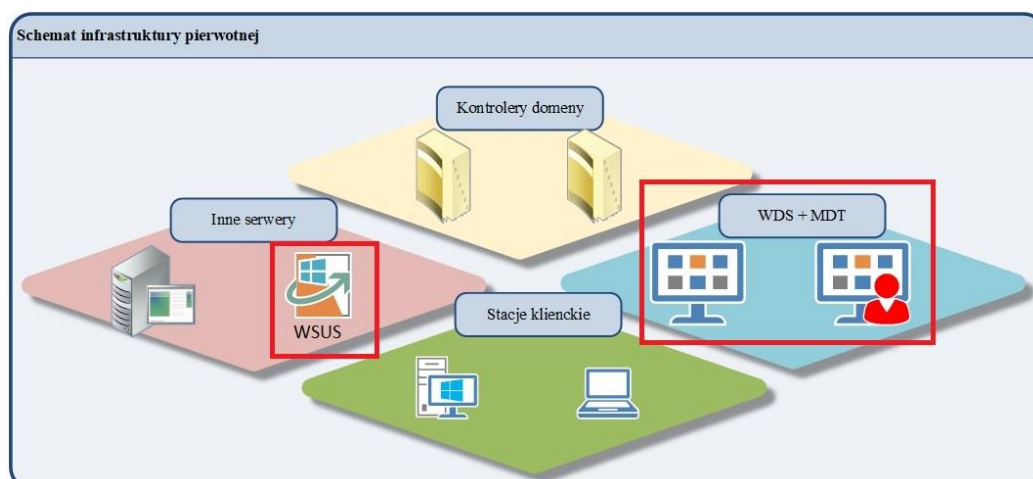 Schemat infrastruktury pierwotnej
Kontrolery domeny
Inne serwery
WDS + MDT
WSUS
Stacje klienckie